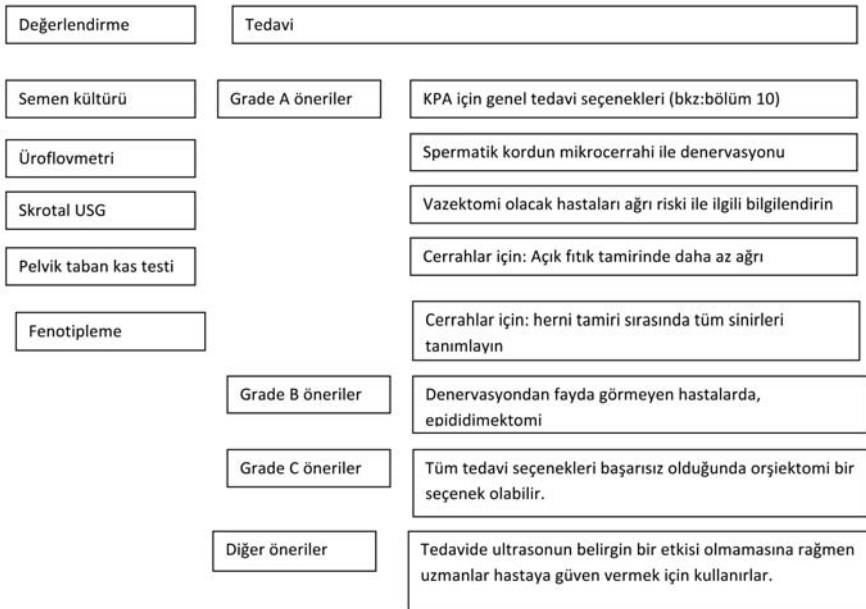 Değerlendirme
Tedavi
Semen kültürü
Grade A öneriler
KPA için genel tedavi seçenekleri (bkz:bölüm 10)
Üroflovmetri
Spermatik kordun mikrocerrahi ile denervasyonu
Skrotal USG
Vazektomi olacak hastaları ağrı riski ile ilgili bilgilendirin
Pelvik taban kas testi
Cerrahlar için: Açık fıtık tamirinde daha az ağrı
Fenotipleme
Cerrahlar için: herni tamiri sırasında tüm sinirleri
tanımlayın
Grade B öneriler
Denervasyondan fayda görmeyen hastalarda,
epididimektomi
Grade C öneriler
Tüm tedavi seçenekleri başarısız olduğunda orşiektomi bir
seçenek olabilir.
Diğer öneriler
Tedavide ultrasonun belirgin bir etkisi olmamasına rağmen
uzmanlar hastaya güven vermek için kullanırlar.